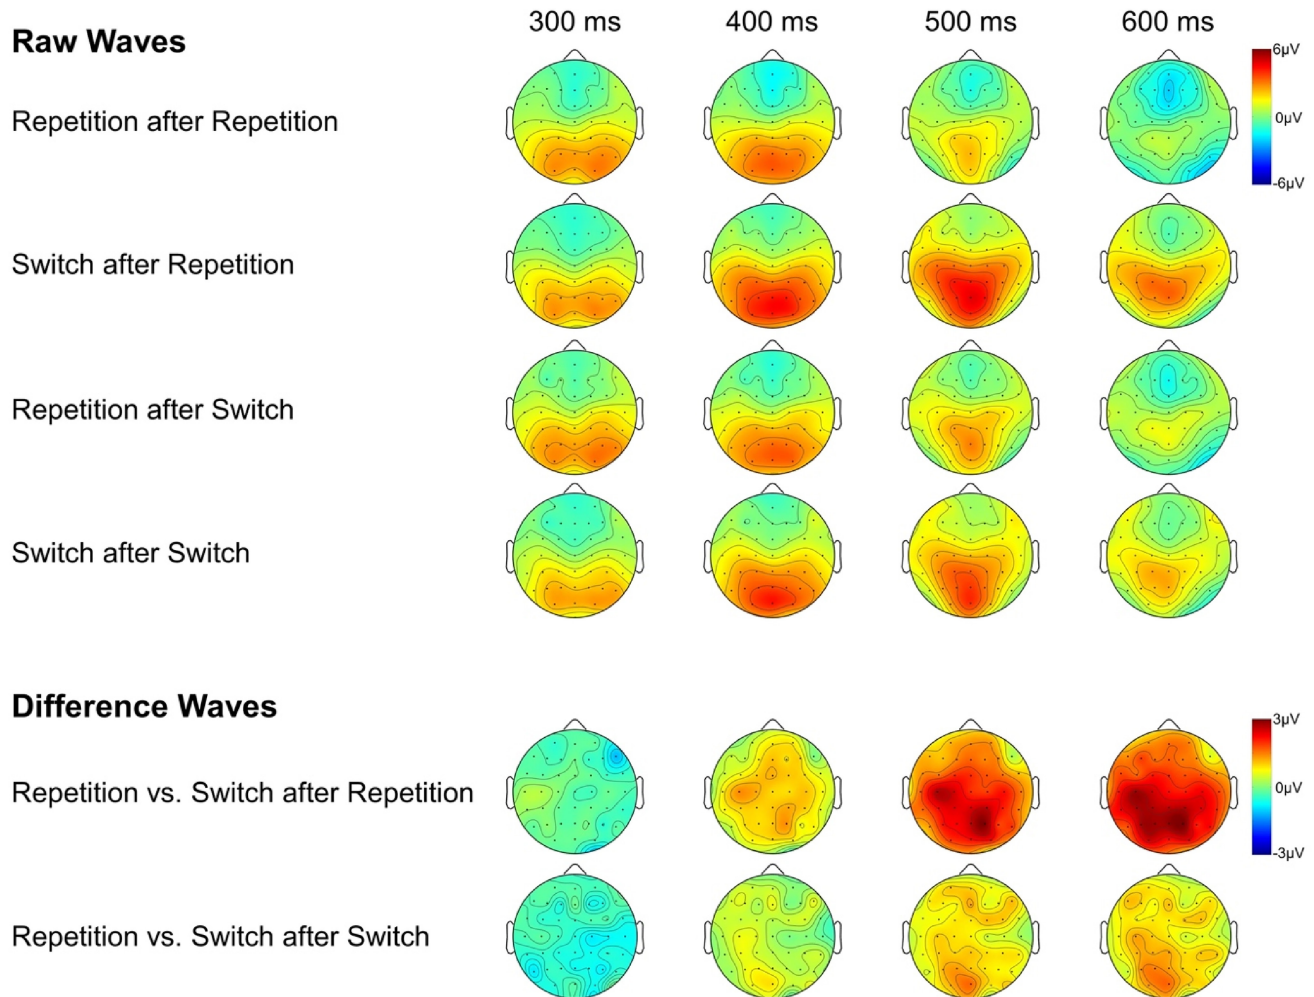 300 ms 400 ms 500 ms 600 ms
Raw Waves
6µV
Repetition after Repetition
0µV
-6µV
Switch after Repetition
Repetition after Switch
Switch after Switch
Difference Waves
3µV
Repetition vs. Switch after Repetition
0µV
-3µV
Repetition vs. Switch after Switch